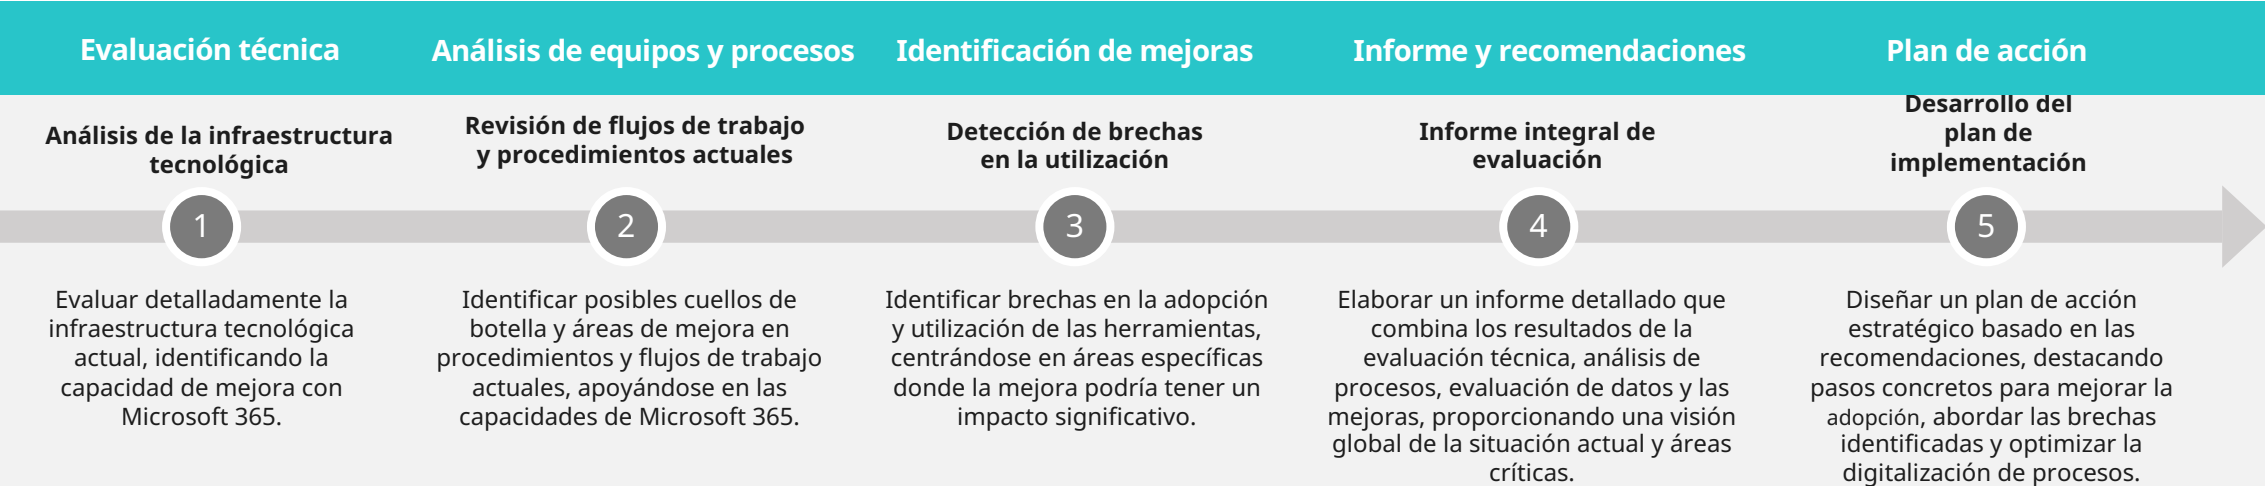 Evaluación técnica
Análisis de equipos y procesos
Identificación de mejoras
Informe y recomendaciones
Plan de acción
Análisis de la infraestructura
tecnológica
Revisión de flujos de trabajo
y procedimientos actuales
Detección de brechas
en la utilización
Informe integral de
evaluación
Desarrollo del
plan de
implementación
1
2
3
4
5
Evaluar detalladamente la
infraestructura tecnológica
actual, identificando la
capacidad de mejora con
Microsoft 365.
Identificar posibles cuellos de
botella y áreas de mejora en
procedimientos y flujos de trabajo
actuales, apoyándose en las
capacidades de Microsoft 365.
Identificar brechas en la adopción
y utilización de las herramientas,
centrándose en áreas específicas
donde la mejora podría tener un
impacto significativo.
Elaborar un informe detallado que
combina los resultados de la
evaluación técnica, análisis de
procesos, evaluación de datos y las
mejoras, proporcionando una visión
global de la situación actual y áreas
críticas.
Diseñar un plan de acción
estratégico basado en las
recomendaciones, destacando
pasos concretos para mejorar la
adopción, abordar las brechas
identificadas y optimizar la
digitalización de procesos.